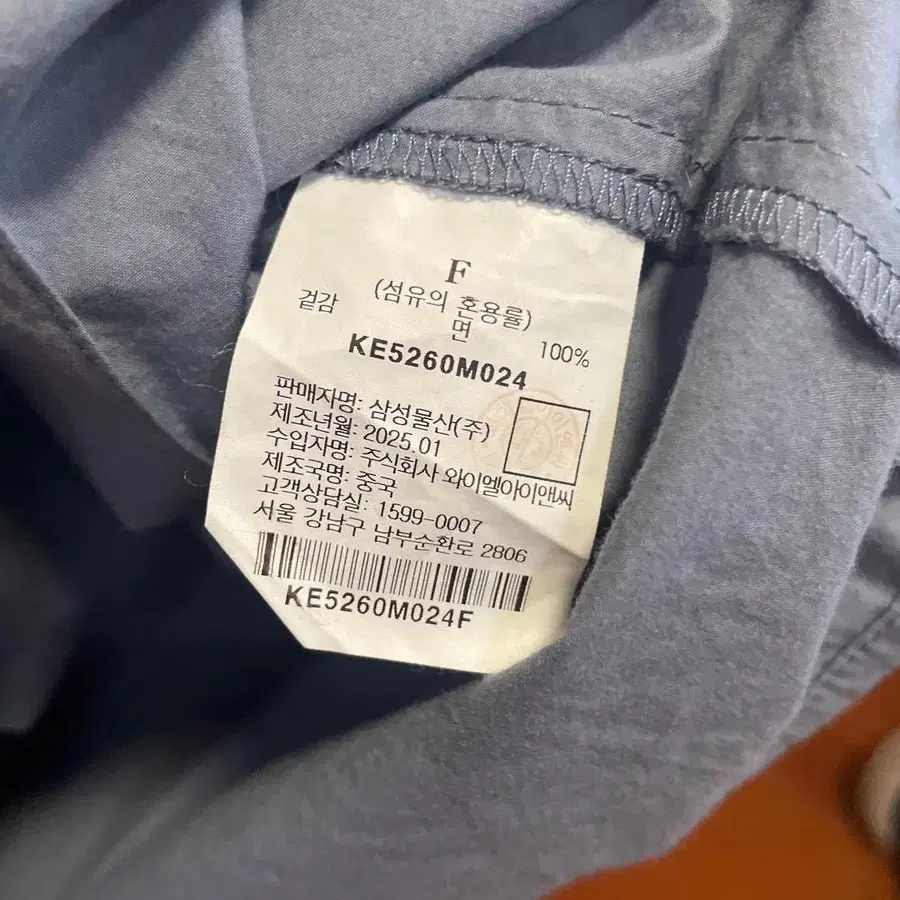 F
(섬유의 혼용률)
겉감 면 100%
KE5260M024
판매자명: 삼성물산(주)
제조년월: 2025.01
수입자명: 주식회사 와이엘아이앤씨
제조국명: 중국
고객상담실: 1599-0007
서울 강남구 남부순환로 2806
KE5260M024F